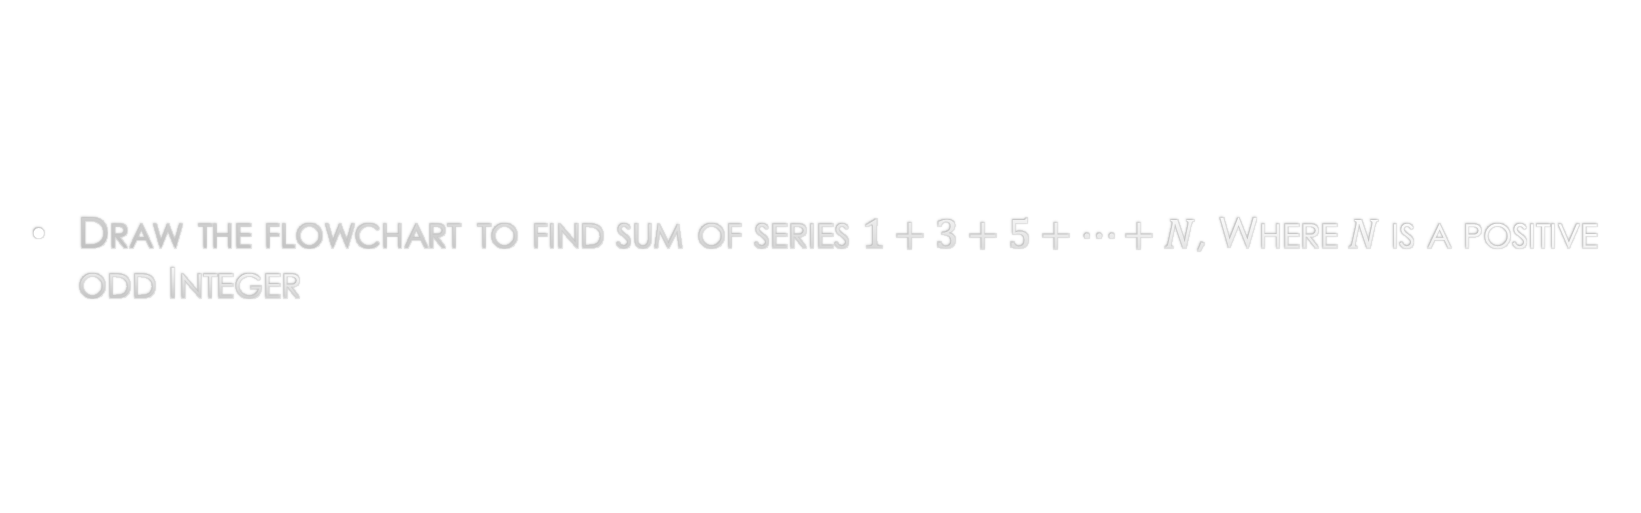 • Draw the flowchart to find sum of series 1 + 3 + 5 + ⋯ + N, Where N is a positive
odd Integer